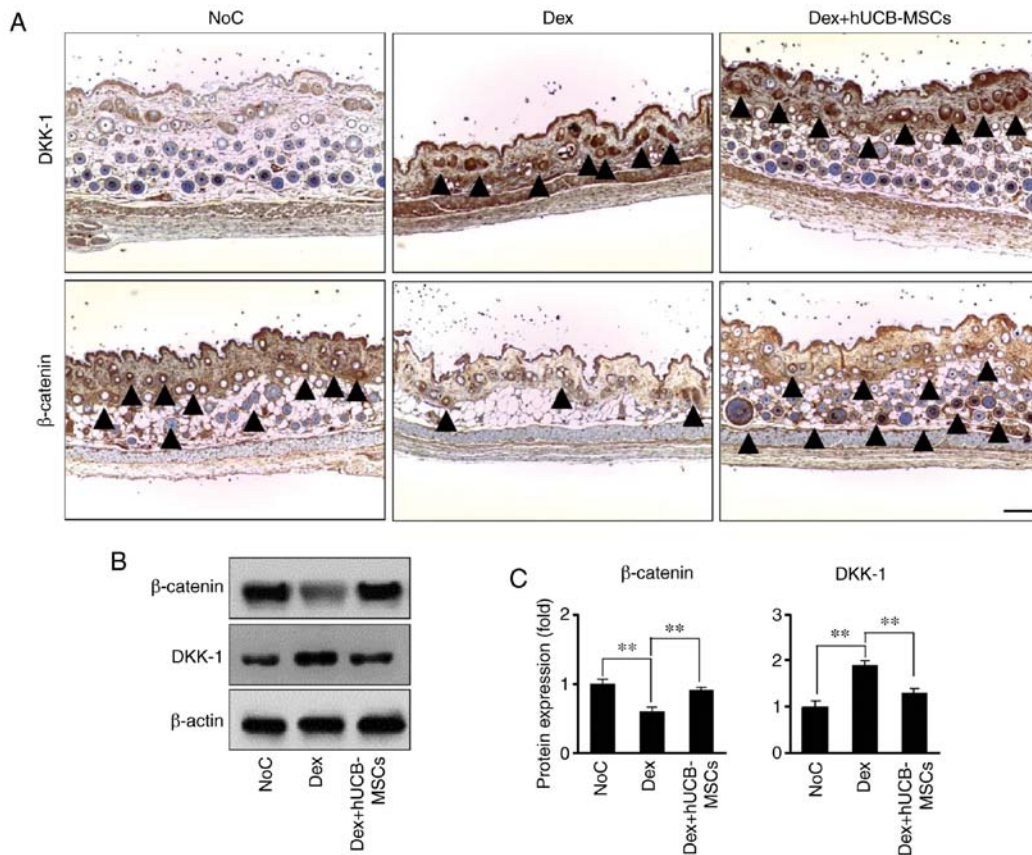 A
NoC
Dex
Dex+hUCB-MSCs
DKK-1
β-catenin
B
β-catenin
DKK-1
β-actin
NoC
Dex
Dex+hUCB-
MSCs
C
β-catenin
Protein expression (fold)
2
1
0
**
**
NoC
Dex
Dex+hUCB-
MSCs
DKK-1
3
2
1
0
**
**
NoC
Dex
Dex+hUCB-
MSCs